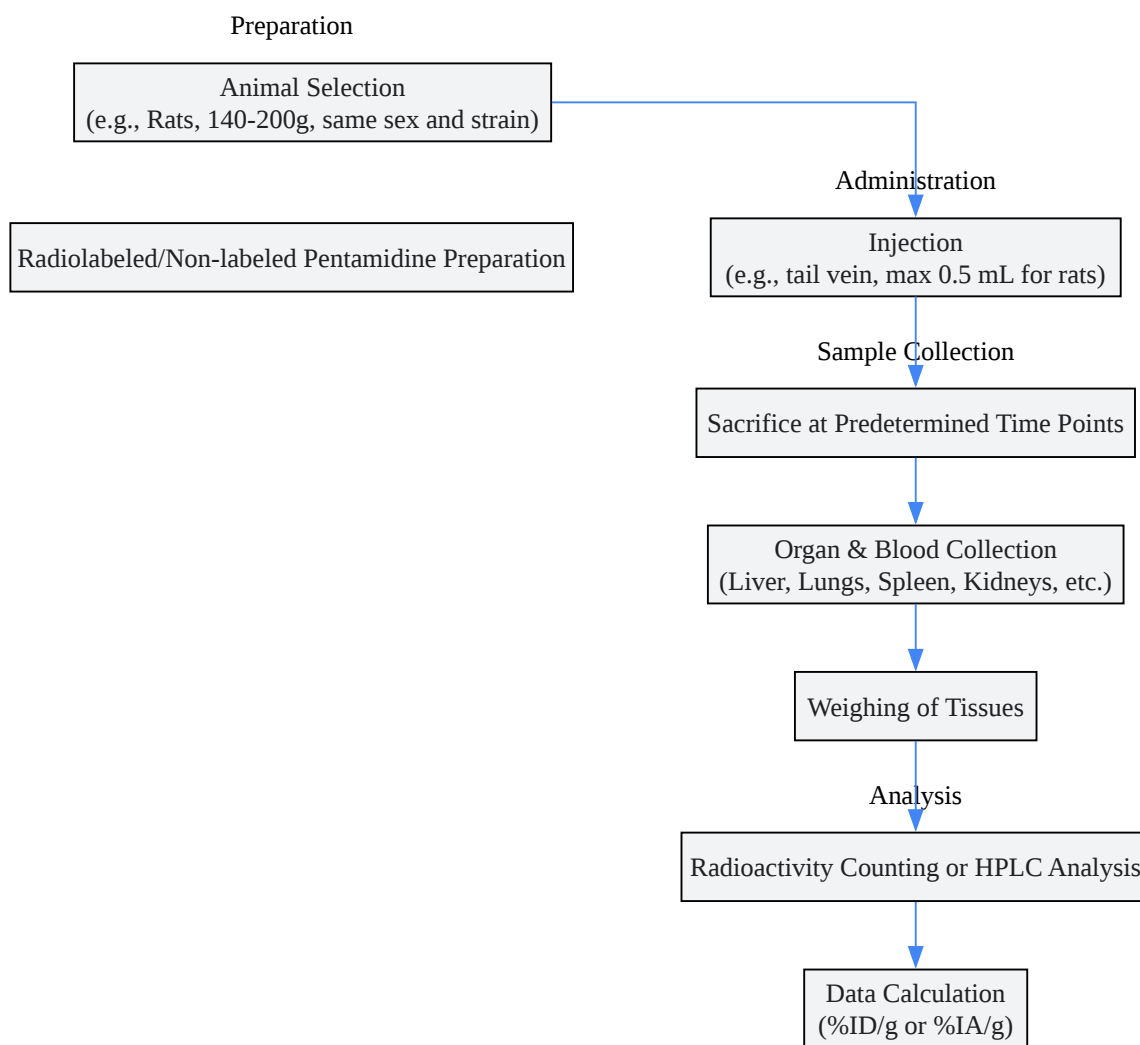 Preparation
Animal Selection
(e.g., Rats, 140-200g, same sex and strain)
Radiolabeled/Non-labeled Pentamidine Preparation
Administration
Injection
(e.g., tail vein, max 0.5 mL for rats)
Sample Collection
Sacrifice at Predetermined Time Points
Organ & Blood Collection
(Liver, Lungs, Spleen, Kidneys, etc.)
Weighing of Tissues
Analysis
Radioactivity Counting or HPLC Analysis
Data Calculation
(%ID/g or %IA/g)